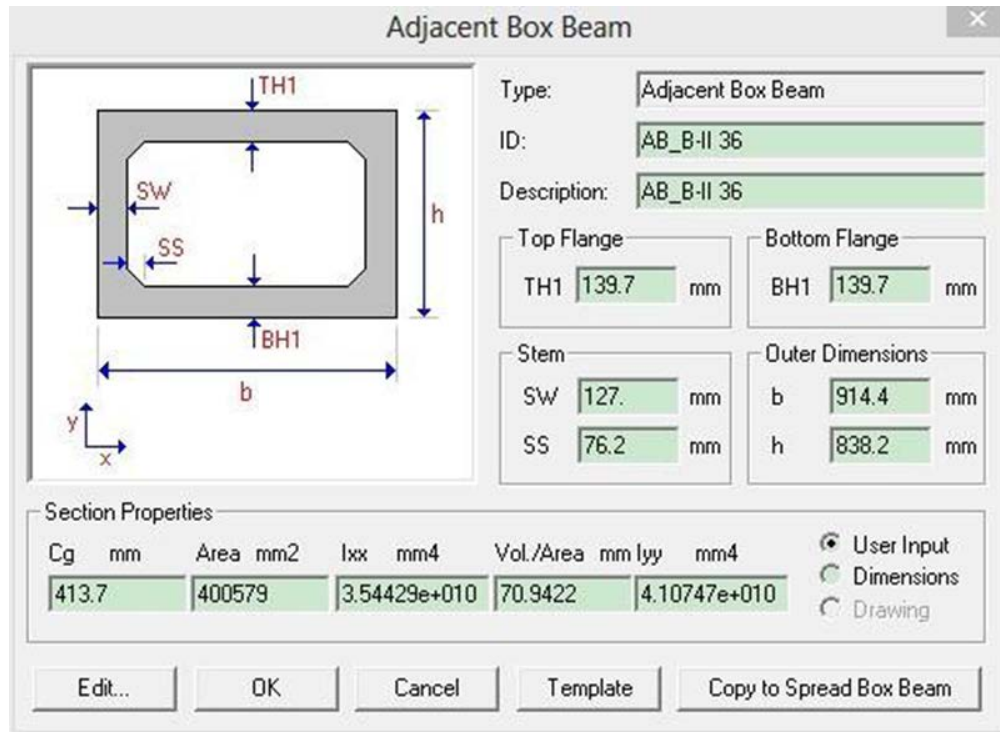 Adjacent Box Beam
TH1
SW
SS
h
BH1
b
y
x
Type: Adjacent Box Beam
ID: AB_B-II 36
Description: AB_B-II 36
Top Flange
TH1 139.7 mm
Bottom Flange
BH1 139.7 mm
Stem
SW 127. mm
SS 76.2 mm
Outer Dimensions
b 914.4 mm
h 838.2 mm
Section Properties
Cg mm Area mm2 Ixx mm4 Vol./Area mm Iyy mm4
413.7 400579 3.54429e+010 70.9422 4.10747e+010
User Input
Dimensions
Drawing
Edit... OK Cancel Template Copy to Spread Box Beam